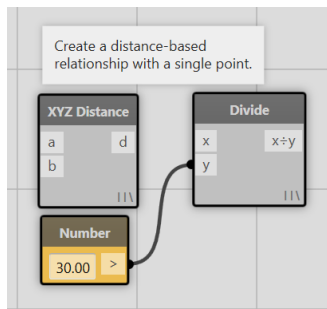 Create a distance-based
relationship with a single point.
XYZ Distance
a d
b
Divide
x x÷y
y
Number
30.00 >